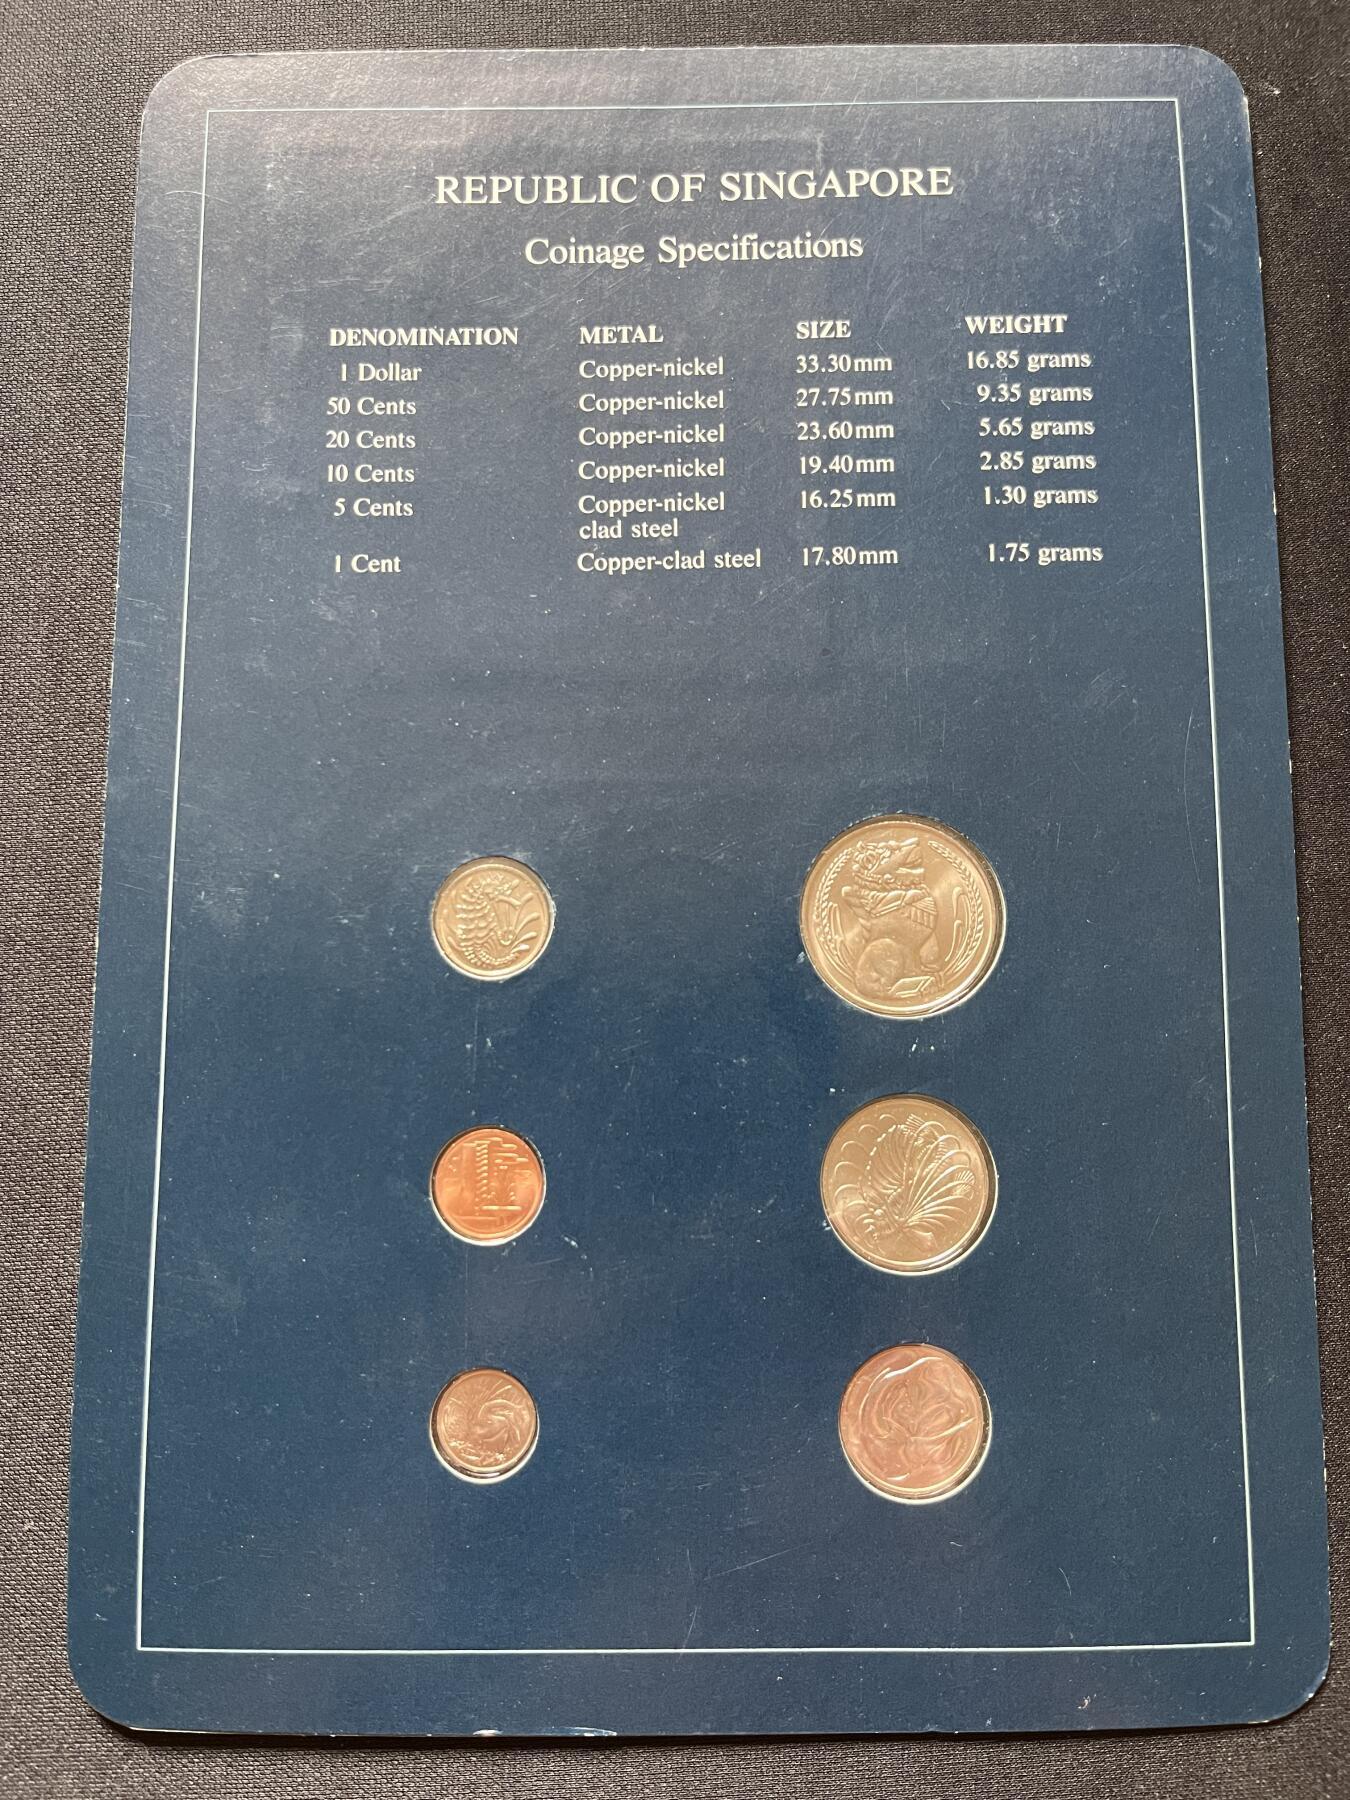 REPUBLIC OF SINGAPORE
Coinage Specifications
DENOMINATION METAL SIZE WEIGHT
1 Dollar Copper-nickel 33.30mm 16.85 grams
50 Cents Copper-nickel 27.75mm 9.35 grams
20 Cents Copper-nickel 23.60mm 5.65 grams
10 Cents Copper-nickel 19.40mm 2.85 grams
5 Cents Copper-nickel 16.25mm 1.30 grams
clad steel
1 Cent Copper-clad steel 17.80mm 1.75 grams